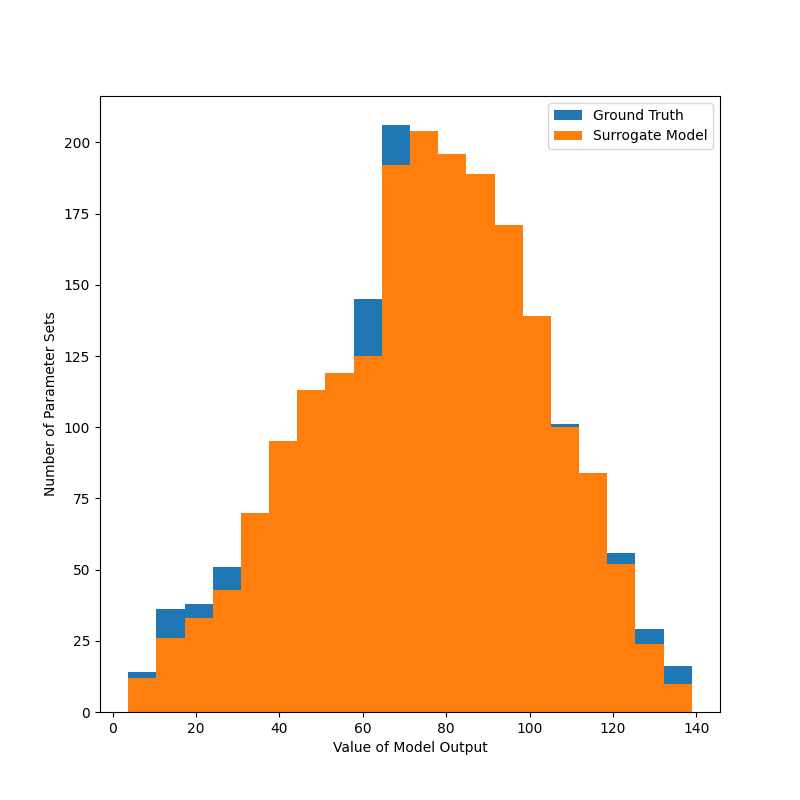 Ground Truth
Surrogate Model
200
175
150
125
100
75
50
25
0
Number of Parameter Sets
0 20 40 60 80 100 120 140
Value of Model Output